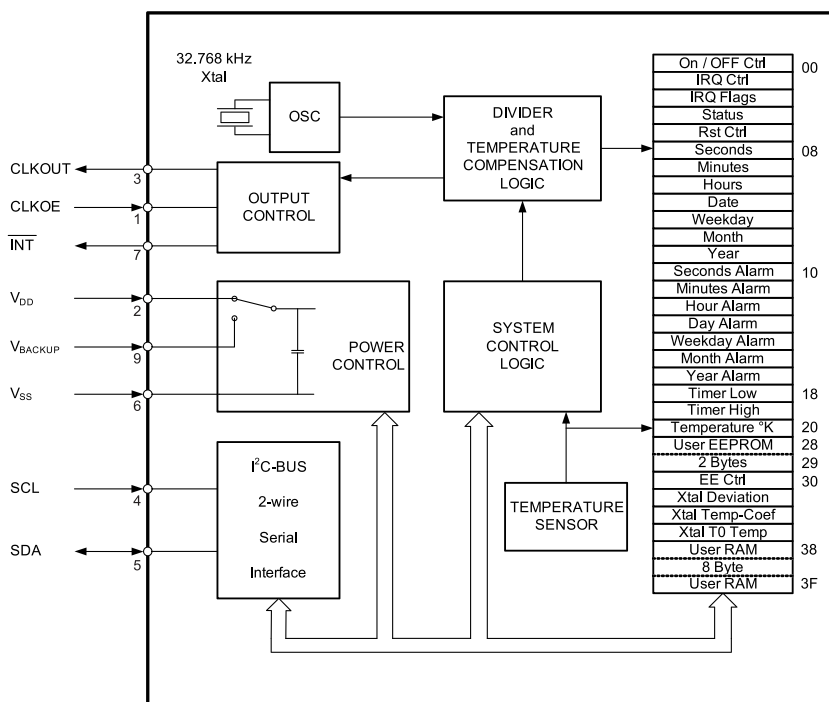 32.768 kHz
Xtal
OSC
DIVIDER
and
TEMPERATURE
COMPENSATION
LOGIC
CLKOUT
3
CLKOE
1
INT
7
OUTPUT
CONTROL
V_DD
2
V_BACKUP
9
V_SS
6
POWER
CONTROL
SYSTEM
CONTROL
LOGIC
SCL
4
SDA
5
I²C-BUS
2-wire
Serial
Interface
TEMPERATURE
SENSOR
On / OFF Ctrl 00
IRQ Ctrl
IRQ Flags
Status
Rst Ctrl
Seconds 08
Minutes
Hours
Date
Weekday
Month
Year
Seconds Alarm 10
Minutes Alarm
Hour Alarm
Day Alarm
Weekday Alarm
Month Alarm
Year Alarm
Timer Low 18
Timer High
Temperature °K 20
User EEPROM 28
2 Bytes 29
EE Ctrl 30
Xtal Deviation
Xtal Temp-Coef
Xtal T0 Temp
User RAM 38
8 Byte
User RAM 3F